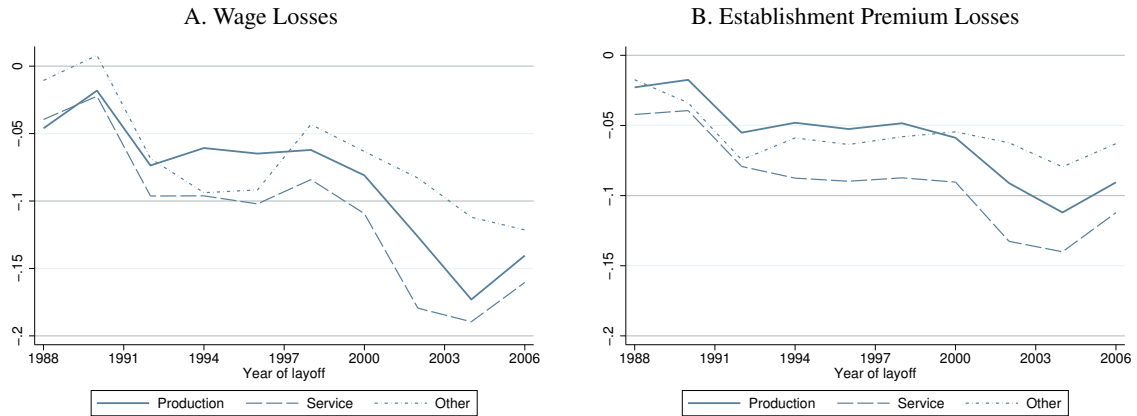 A. Wage Losses
0
-.05
-.1
-.15
-.2
1988 1991 1994 1997 2000 2003 2006
Year of layoff
Production Service Other
B. Establishment Premium Losses
0
-.05
-.1
-.15
-.2
1988 1991 1994 1997 2000 2003 2006
Year of layoff
Production Service Other